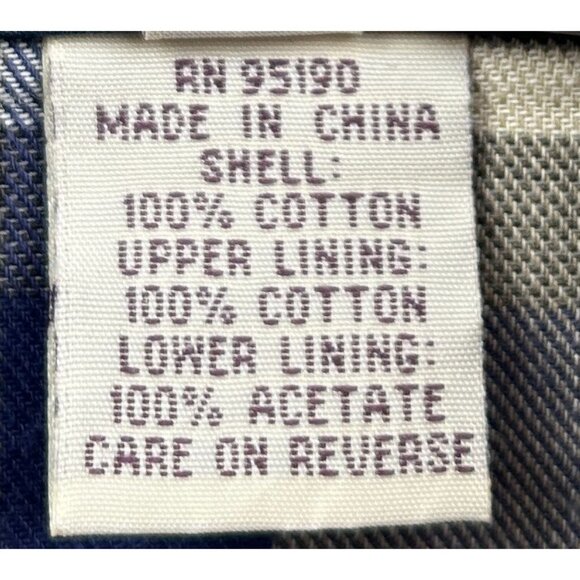 RN 95190
MADE IN CHINA
SHELL:
100% COTTON
UPPER LINING:
100% COTTON
LOWER LINING:
100% ACETATE
CARE ON REVERSE